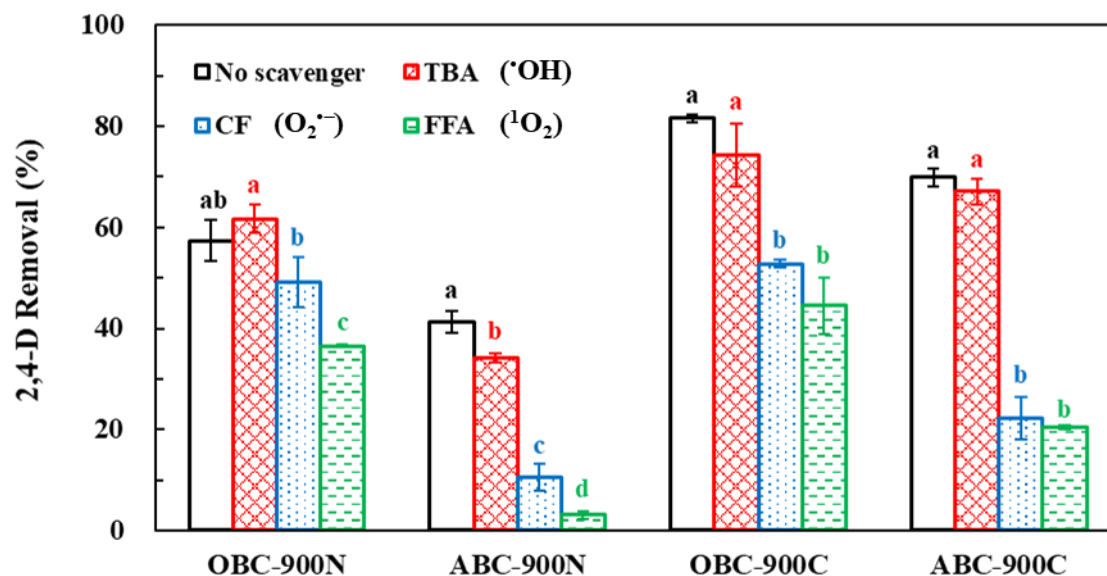 100
80
60
40
20
0
2,4-D Removal (%)
No scavenger TBA (•OH)
CF (O₂•−) FFA (¹O₂)
ab a b c
a b c d
a a b b
a a b b
OBC-900N ABC-900N OBC-900C ABC-900C